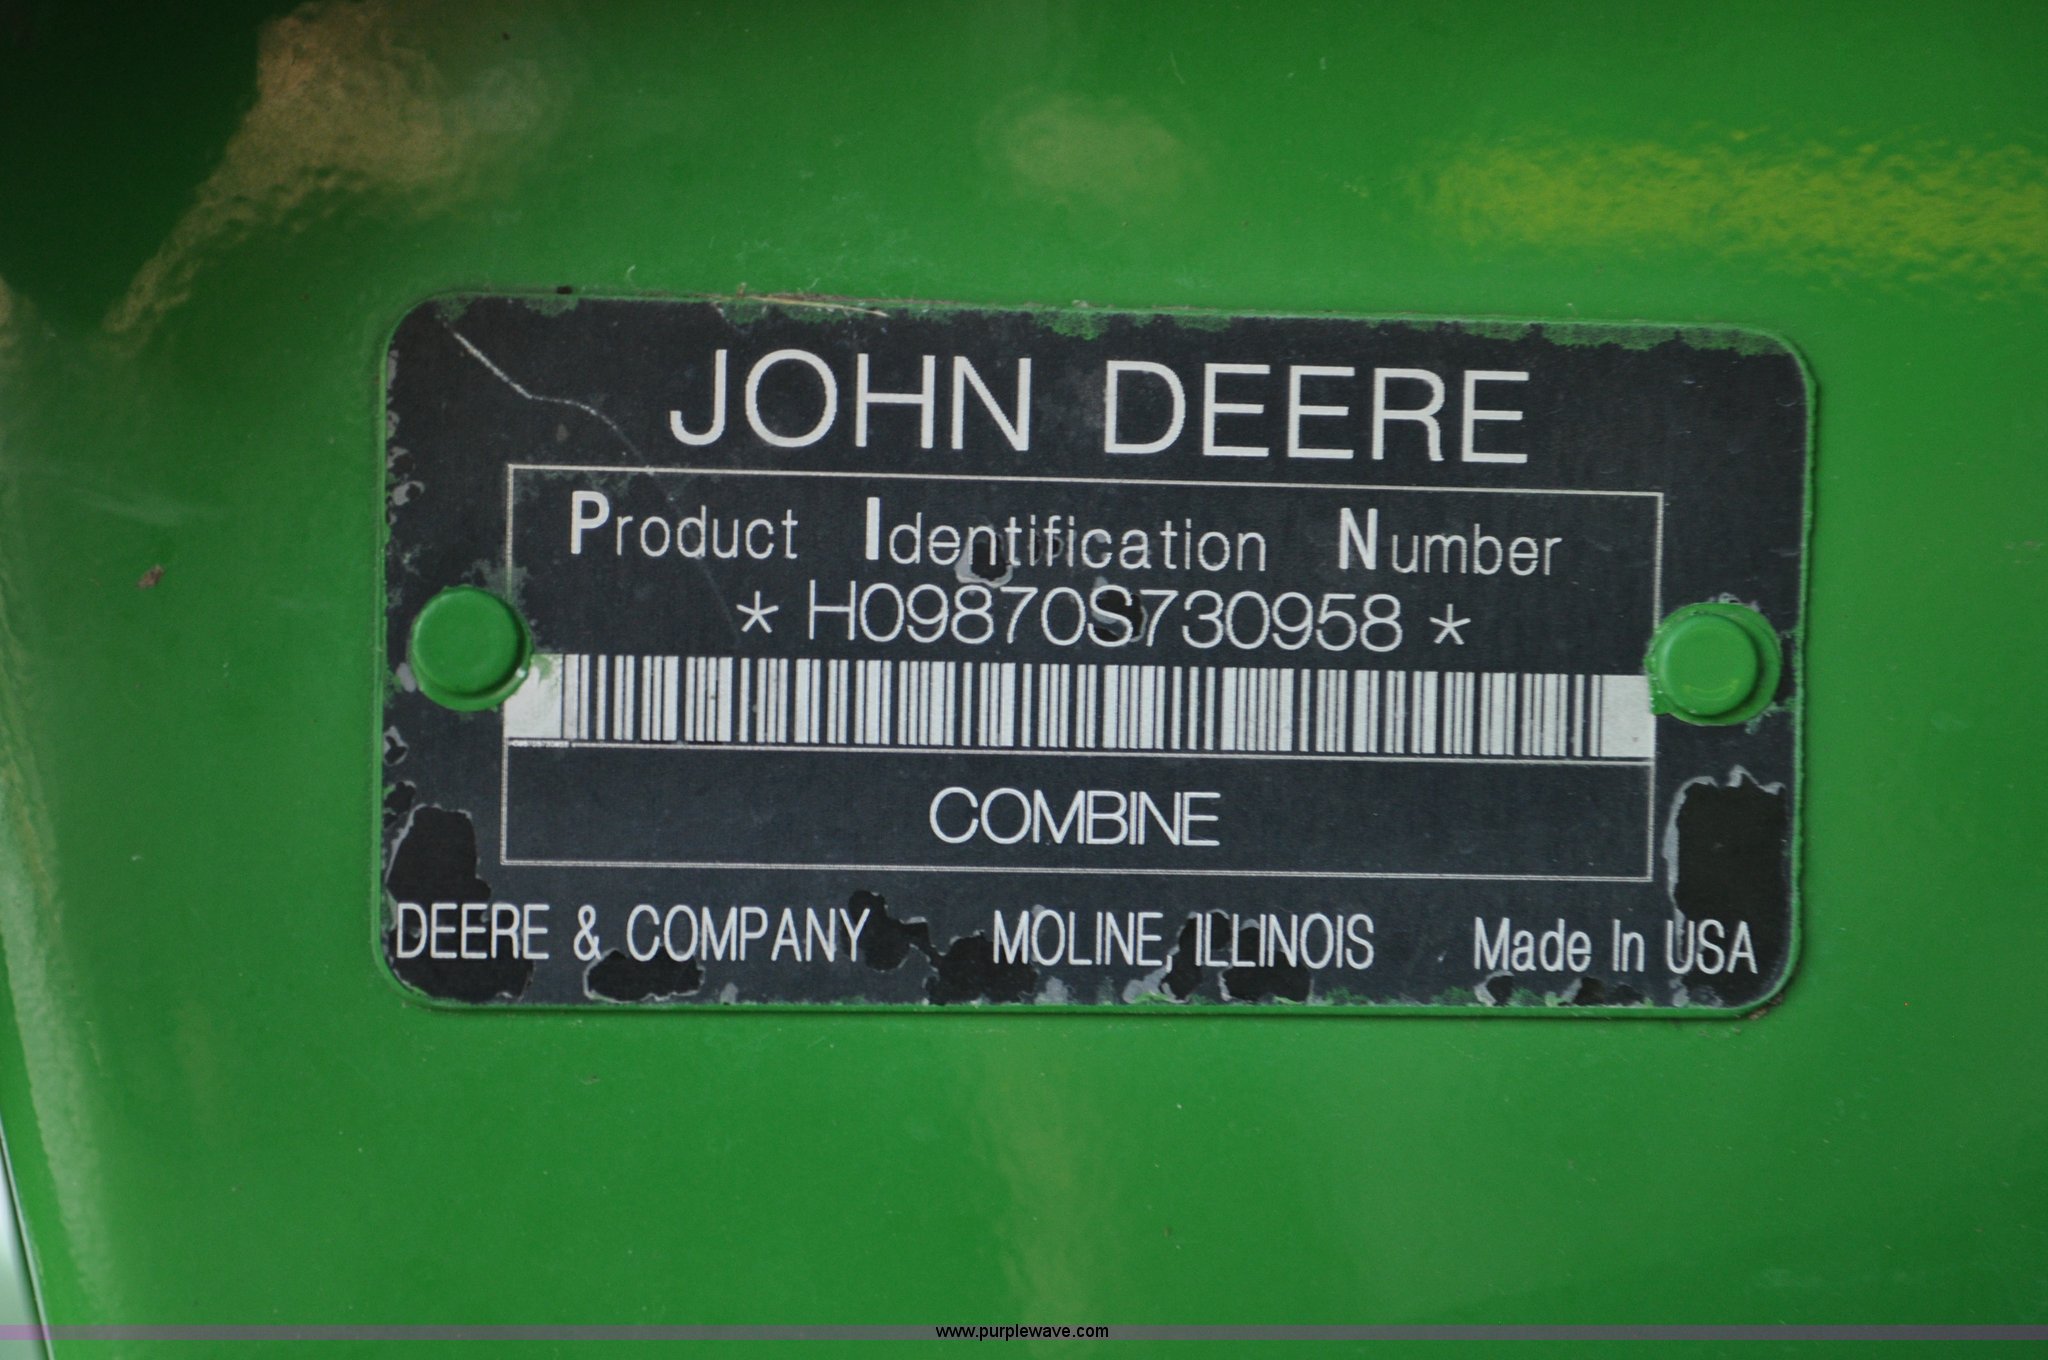 JOHN DEERE
Product Identification Number
* H09870S730958 *
COMBINE
DEERE & COMPANY MOLINE, ILLINOIS Made In USA
www.purplewave.com